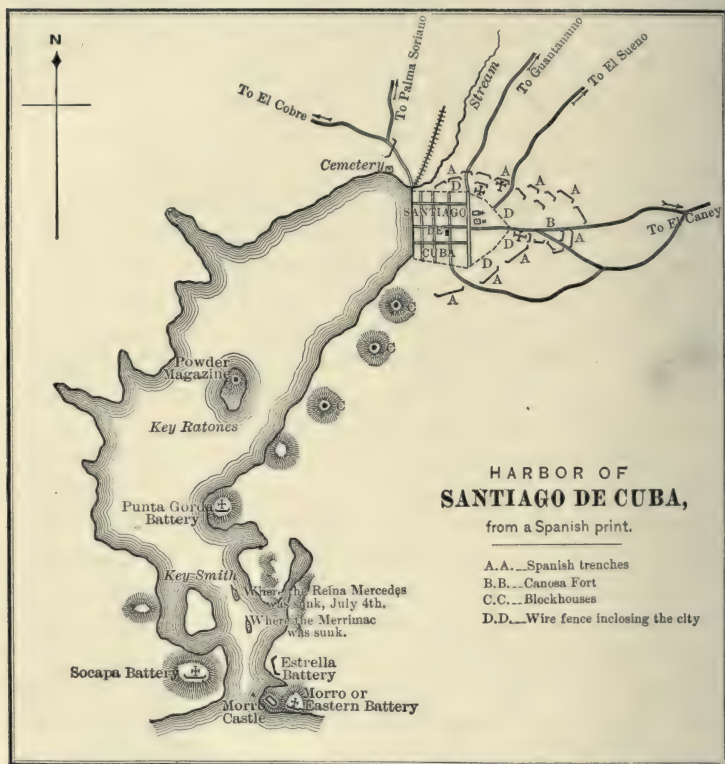 N
To El Cobre
To Palma Soriano
Stream
To Guantanamo
To El Sueno
Cemetery
A
D
A
A
A
SANTIAGO
DE
CUBA
D
B
A
To El Caney
D
D
A
A
A
C
C
C
Powder
Magazine
Key Ratones
Punta Gorda
Battery
Key Smith
Where the Reina Mercedes
was sunk, July 4th.
Where the Merrimac
was sunk.
Socapa Battery
Estrella
Battery
Morro
Castle
Morro or
Eastern Battery
HARBOR OF
SANTIAGO DE CUBA,
from a Spanish print.
A.A.__Spanish trenches
B.B.__Canosa Fort
C.C.__Blockhouses
D.D.__Wire fence inclosing the city